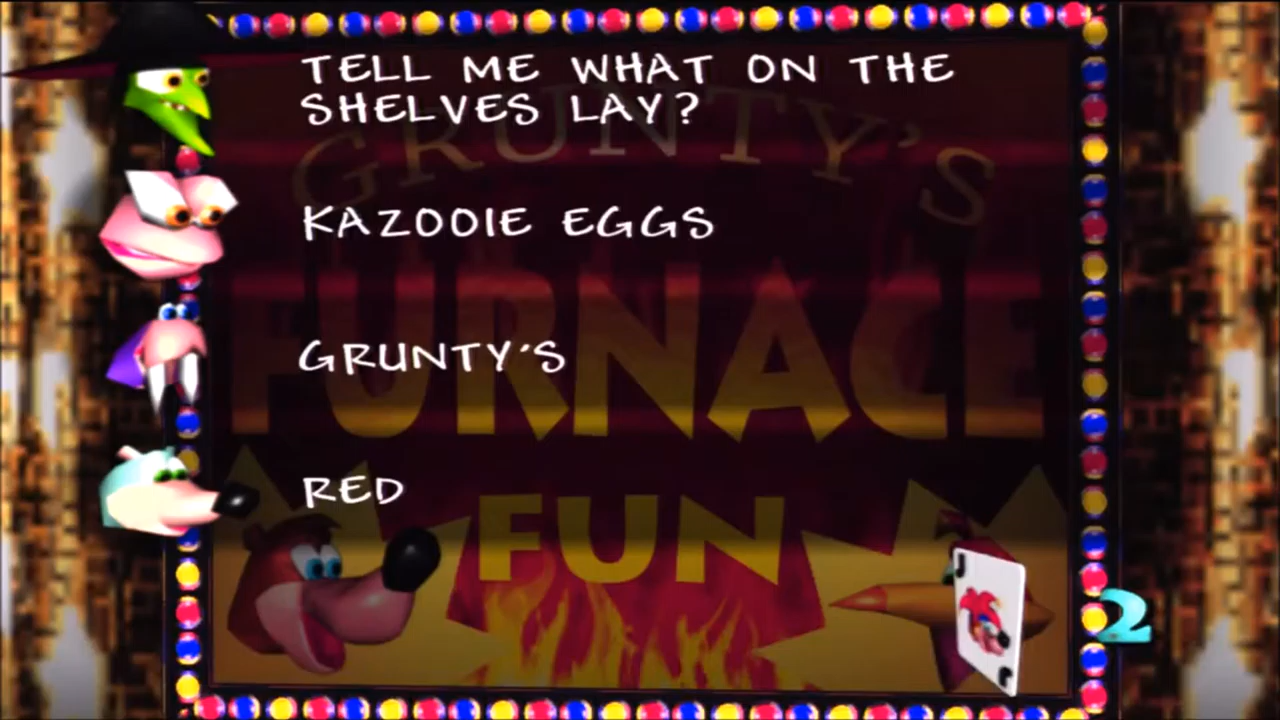 TELL ME WHAT ON THE
SHELVES LAY?
GRUNTY'S
KAZOOIE EGGS
FURNACE
GRUNTY'S
RED
FUN
J
2
J